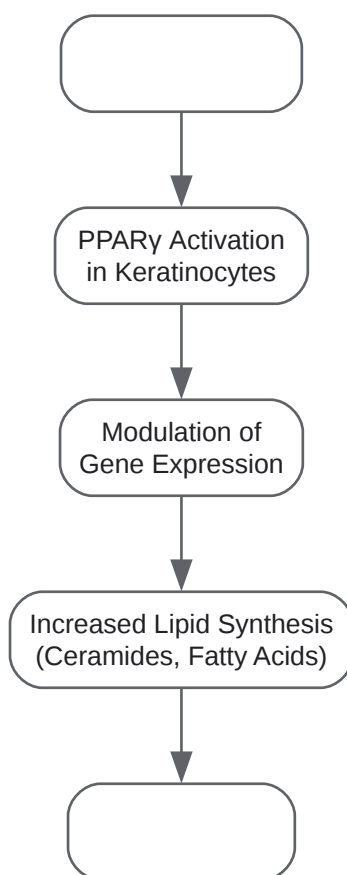 PPARγ Activation
in Keratinocytes
Modulation of
Gene Expression
Increased Lipid Synthesis
(Ceramides, Fatty Acids)